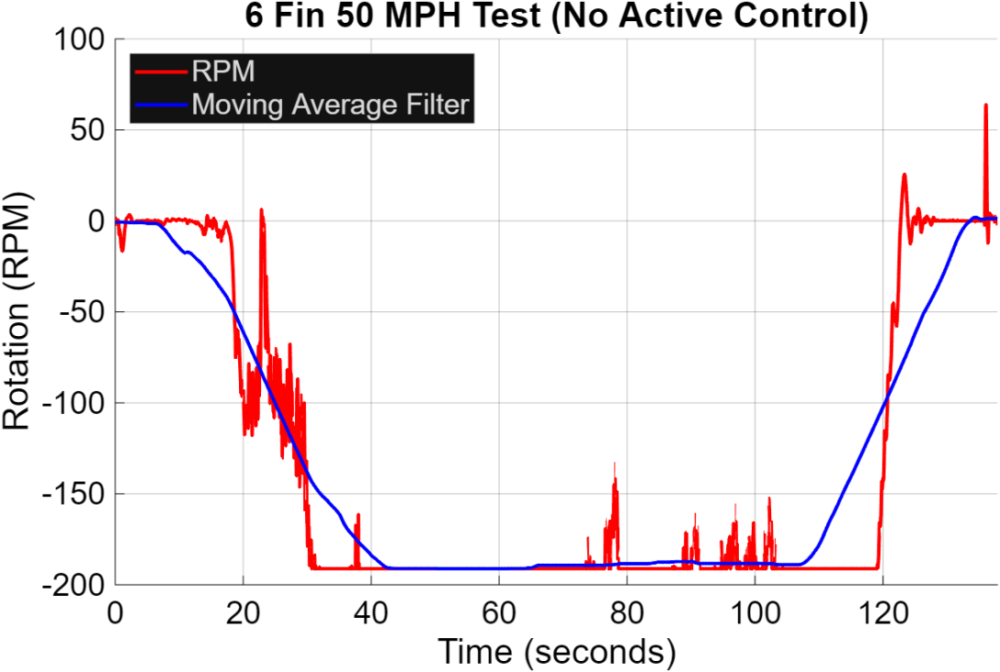 6 Fin 50 MPH Test (No Active Control)
RPM
Moving Average Filter
Rotation (RPM)
100
50
0
-50
-100
-150
-200
0 20 40 60 80 100 120
Time (seconds)